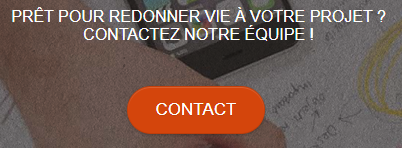 PRÊT POUR REDONNER VIE À VOTRE PROJET ?
CONTACTEZ NOTRE ÉQUIPE !
CONTACT